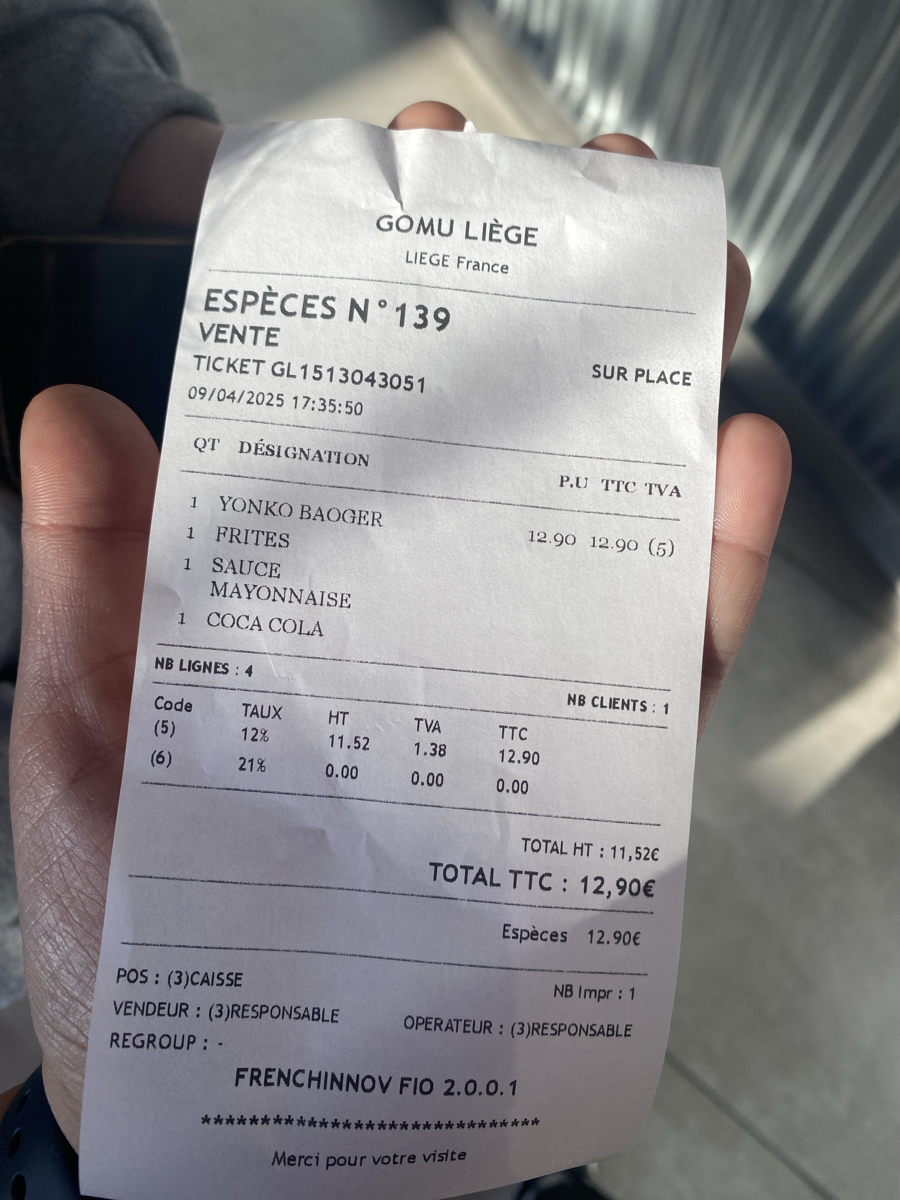 GOMU LIÈGE
LIEGE France
ESPÈCES N°139
VENTE
TICKET GL1513043051 SUR PLACE
09/04/2025 17:35:50
QT DÉSIGNATION P.U TTC TVA
1 YONKO BAOGER 12.90 12.90 (5)
1 FRITES
1 SAUCE
MAYONNAISE
1 COCA COLA
NB LIGNES : 4 NB CLIENTS : 1
Code TAUX HT TVA TTC
(5) 12% 11.52 1.38 12.90
(6) 21% 0.00 0.00 0.00
TOTAL HT : 11,52€
TOTAL TTC : 12,90€
Espèces 12.90€
POS : (3)CAISSE NB Impr : 1
VENDEUR : (3)RESPONSABLE OPERATEUR : (3)RESPONSABLE
REGROUP : -
FRENCHINNOV FIO 2.0.0.1
*******************************
Merci pour votre visite